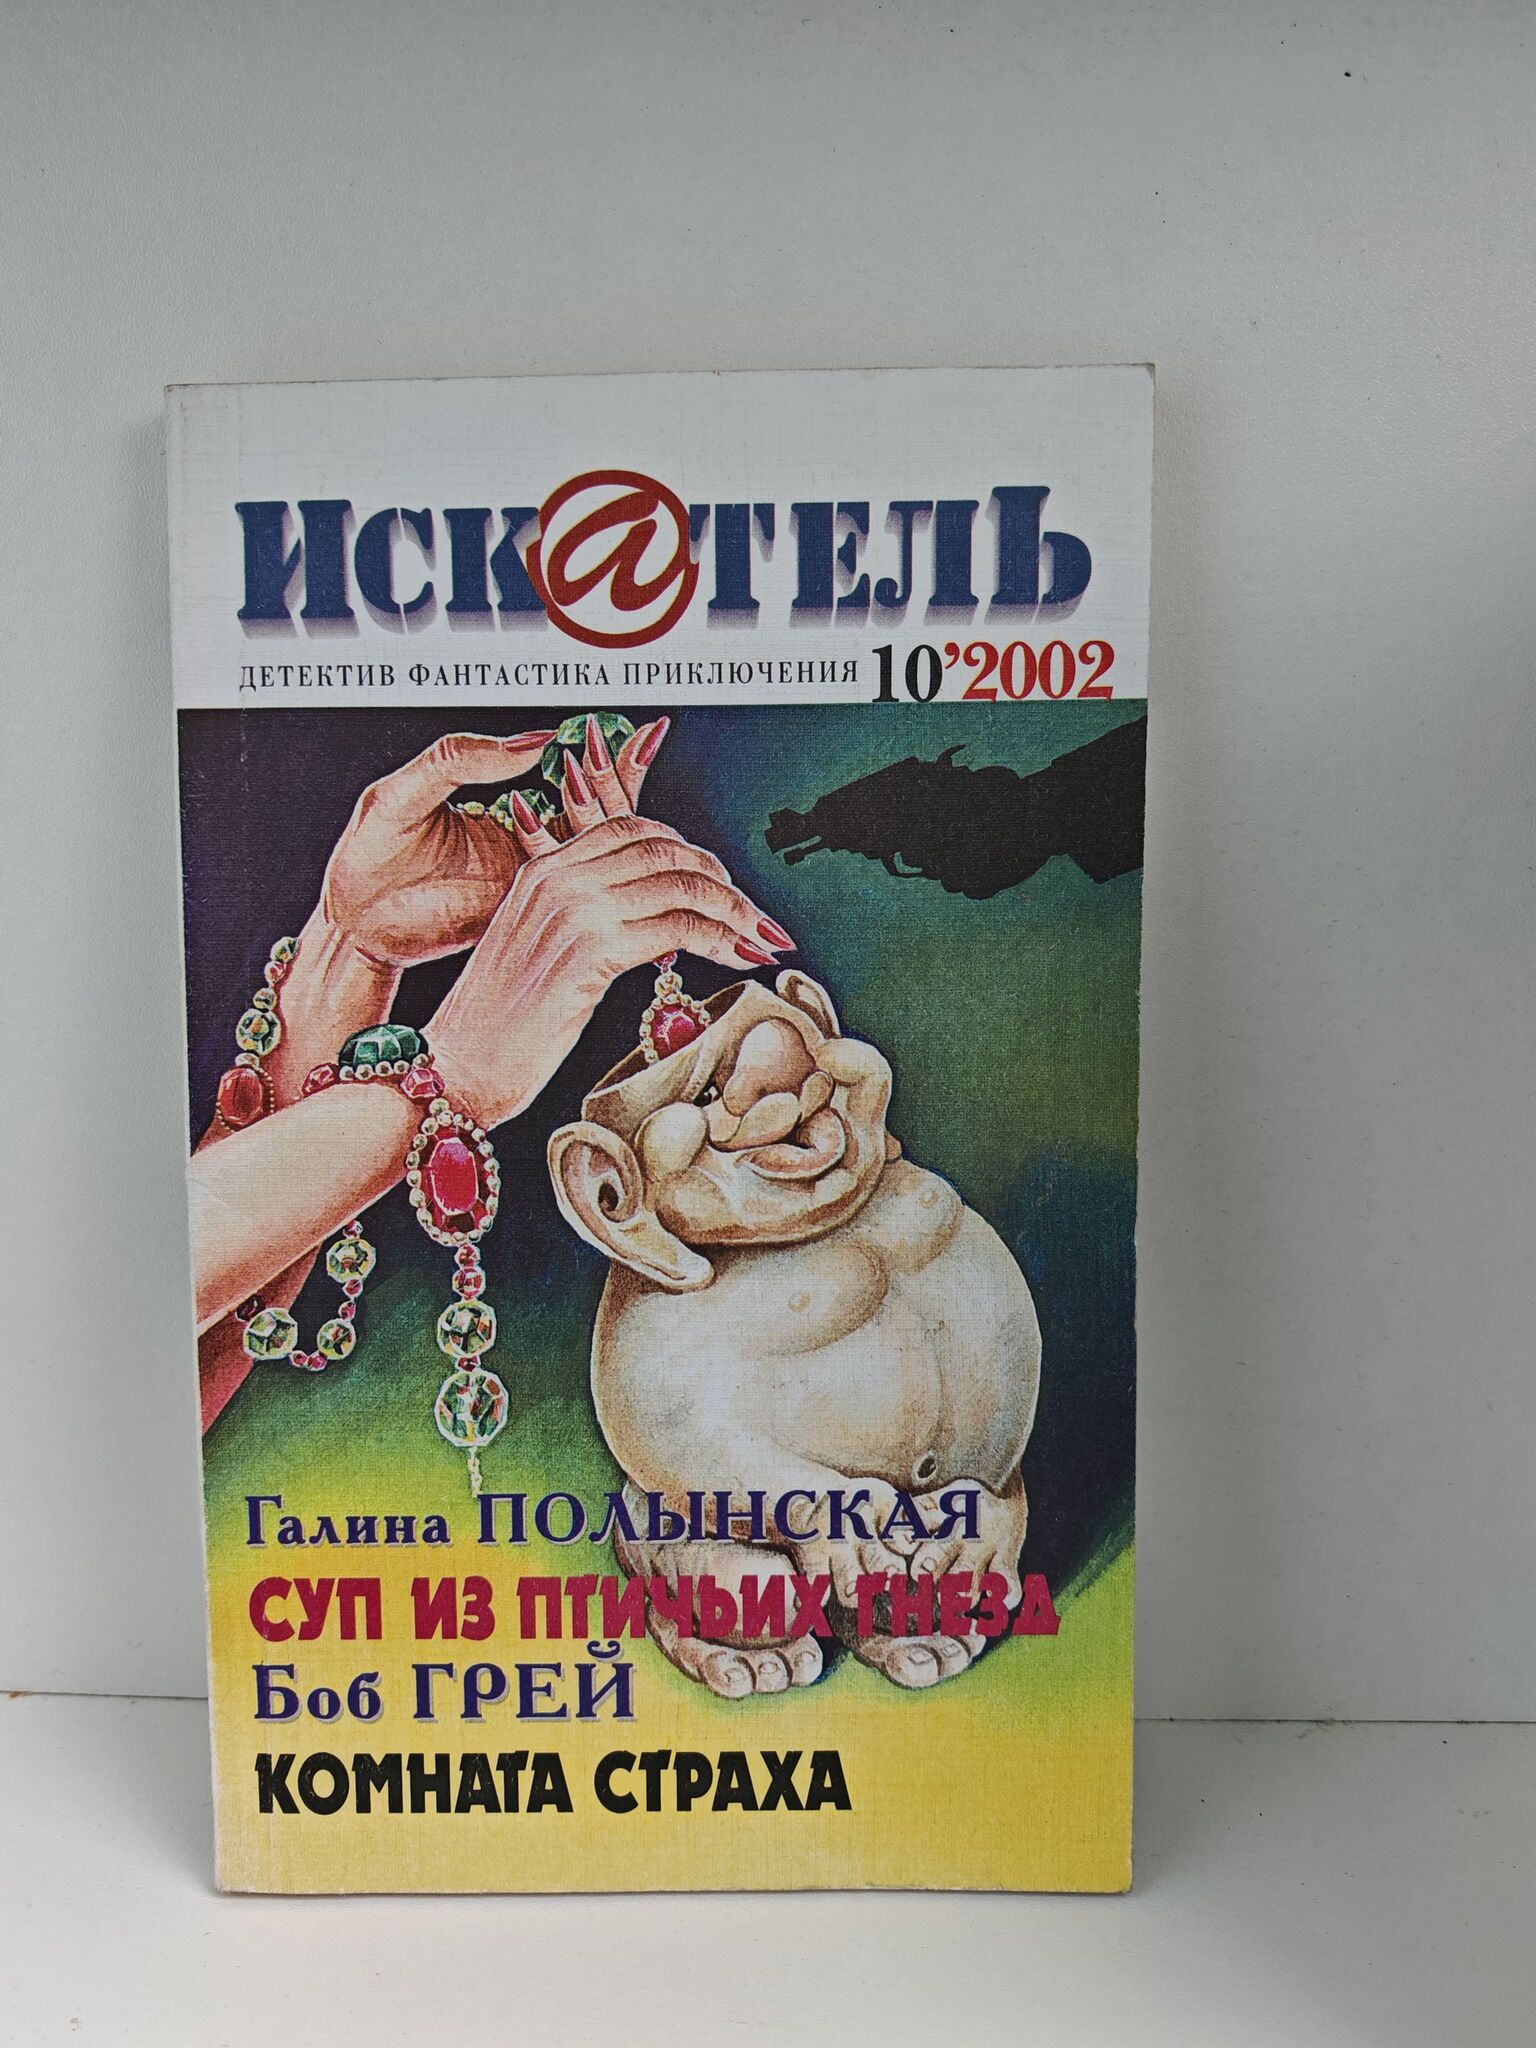 ИСК@ТЕЛЬ
ДЕТЕКТИВ ФАНТАСТИКА ПРИКЛЮЧЕНИЯ 10'2002
Галина ПОЛЫНСКАЯ
СУП ИЗ ПТИЧЬИХ ГНЕЗД
Боб ГРЕЙ
КОМНАТА СТРАХА